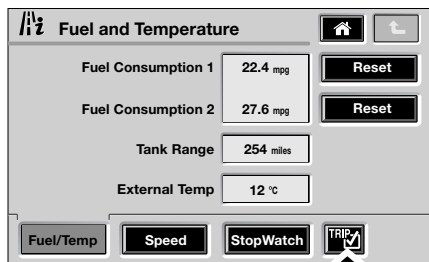 Fuel and Temperature
Fuel Consumption 1 22.4 mpg Reset
Fuel Consumption 2 27.6 mpg Reset
Tank Range 254 miles
External Temp 12 °C
Fuel/Temp Speed StopWatch TRIP